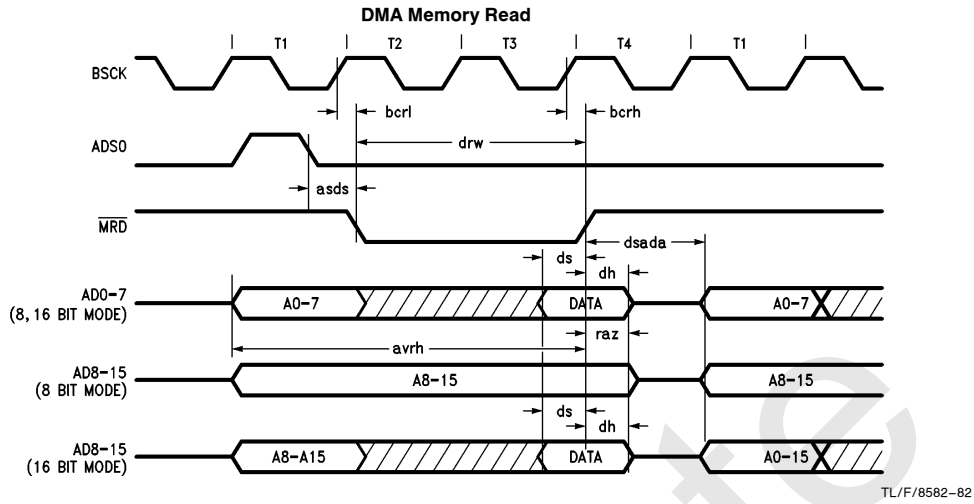 DMA Memory Read
T1 T2 T3 T4 T1
BSCK
bcrl bcrh
ADS0
drw
asds
MRD
dsada
ds
dh
AD0-7
(8, 16 BIT MODE)
A0-7 DATA A0-7
raz
avrh
AD8-15
(8 BIT MODE)
A8-15 A8-15
ds
dh
AD8-15
(16 BIT MODE)
A8-A15 DATA A0-15
TL/F/8582-82